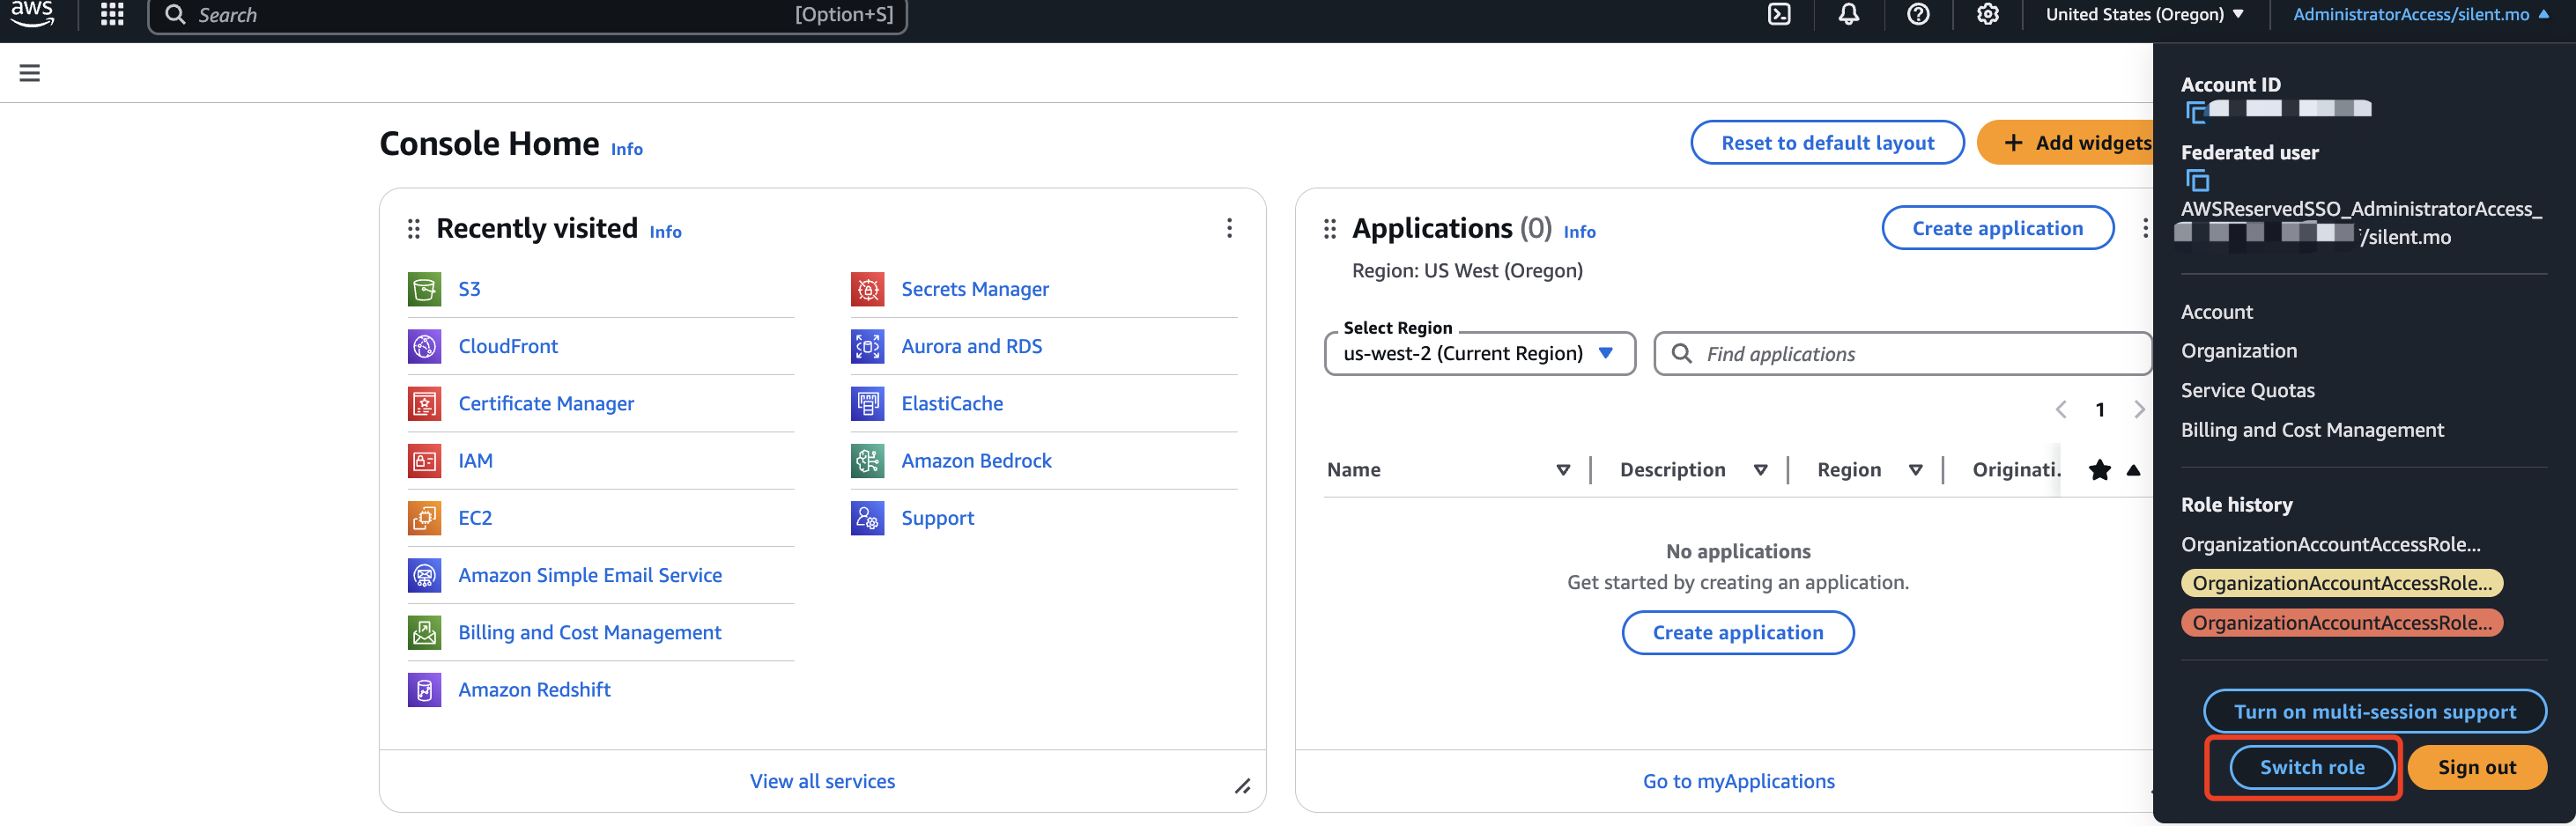 aws
Search
[Option+S]
United States (Oregon)
AdministratorAccess/silent.mo
Console Home Info
Reset to default layout
+ Add widgets
Recently visited Info
S3
CloudFront
Certificate Manager
IAM
EC2
Amazon Simple Email Service
Billing and Cost Management
Amazon Redshift
Secrets Manager
Aurora and RDS
ElastiCache
Amazon Bedrock
Support
View all services
Applications (0) Info
Create application
Region: US West (Oregon)
Select Region
us-west-2 (Current Region)
Find applications
1
Name
Description
Region
Originati.
No applications
Get started by creating an application.
Create application
Go to myApplications
Account ID
Federated user
AWSReservedSSO_AdministratorAccess_
/silent.mo
Account
Organization
Service Quotas
Billing and Cost Management
Role history
OrganizationAccountAccessRole...
OrganizationAccountAccessRole...
OrganizationAccountAccessRole...
Turn on multi-session support
Switch role
Sign out